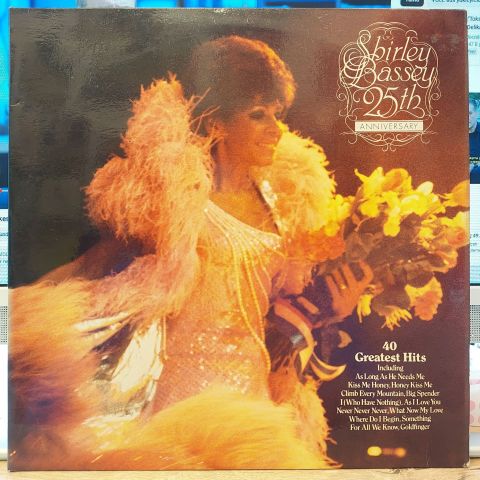 Shirley
Bassey
25th
ANNIVERSARY
40
Greatest Hits
Including
As Long As He Needs Me
Kiss Me Honey, Honey Kiss Me
Climb Every Mountain, Big Spender
I (Who Have Nothing), As I Love You
Never Never Never, What Now My Love
Where Do I Begin, Something
For All We Know, Goldfinger